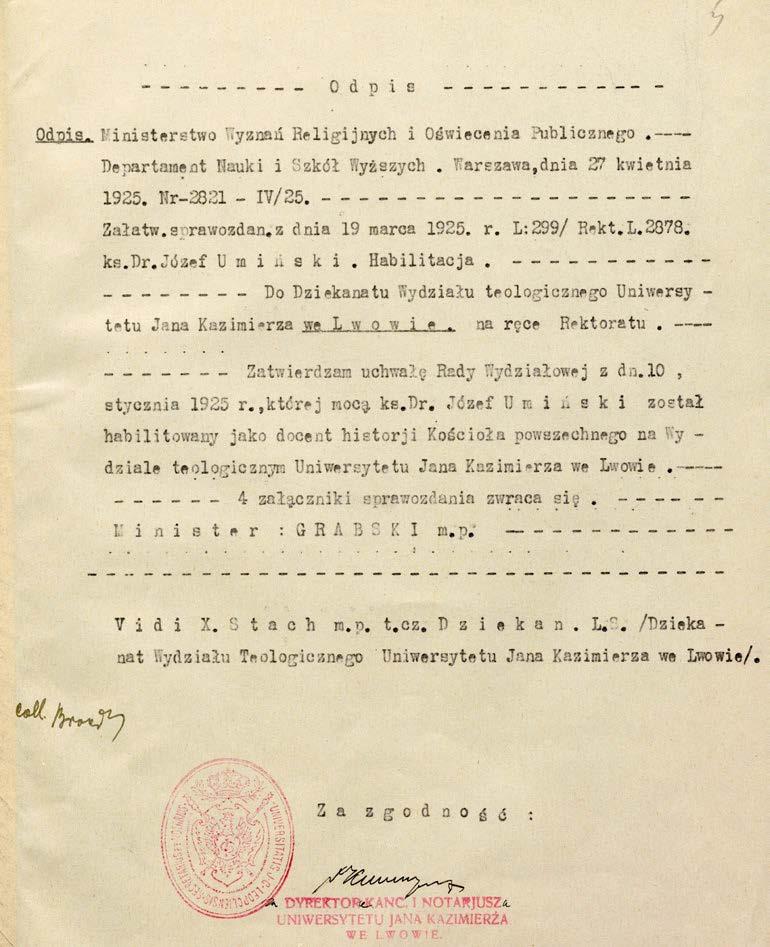 --------- Odpis ------------
Odpis. Ministerstwo Wyznań Religijnych i Oświecenia Publicznego .----
Departament Nauki i Szkół Wyższych . Warszawa,dnia 27 kwietnia
1925. Nr-2821 - IV/25. --------------------
Załatw.sprawozdan.z dnia 19 marca 1925. r. L:299/ Rekt.L.2878.
ks.Dr.Józef U m i ń s k i . Habilitacja . -----------
-------- Do Dziekanatu Wydziału teologicznego Uniwersy -
tetu Jana Kazimierza we L w o w i e . na ręce Rektoratu . ----
------- Zatwierdzam uchwałę Rady Wydziałowej z dn.10 ,
stycznia 1925 r.,której mocą ks.Dr. Józef U m i ń s k i został
habilitowany jako docent historji Kościoła powszechnego na Wy -
dziale teologicznym Uniwersytetu Jana Kazimierza we Lwowie .----
------ 4 załączniki sprawozdania zwraca się . ------
M i n i s t e r : GRABSKI m.p. ------------
----------------------------------
V i d i X. S t a c h m.p. t.cz. D z i e k a n . L.S. /Dzieka -
nat Wydziału Teologicznego Uniwersytetu Jana Kazimierza we Lwowie/.
coll.
Z a z g o d n o ś ć :
DYREKTOR KANC. I NOTARJUSZa
UNIWERSYTETU JANA KAZIMIERZA
WE LWOWIE.